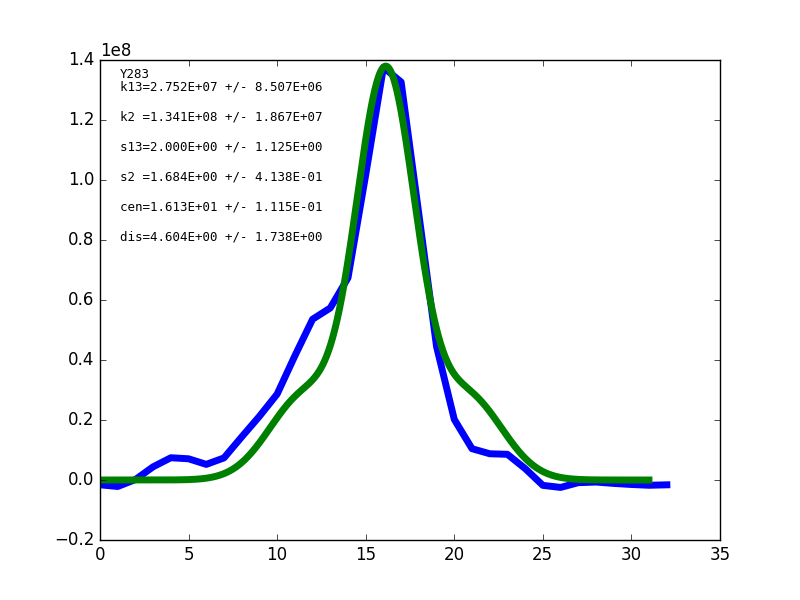 1e8
1.4
1.2
1.0
0.8
0.6
0.4
0.2
0.0
−0.2
Y283
k13=2.752E+07 +/- 8.507E+06
k2 =1.341E+08 +/- 1.867E+07
s13=2.000E+00 +/- 1.125E+00
s2 =1.684E+00 +/- 4.138E-01
cen=1.613E+01 +/- 1.115E-01
dis=4.604E+00 +/- 1.738E+00
0 5 10 15 20 25 30 35